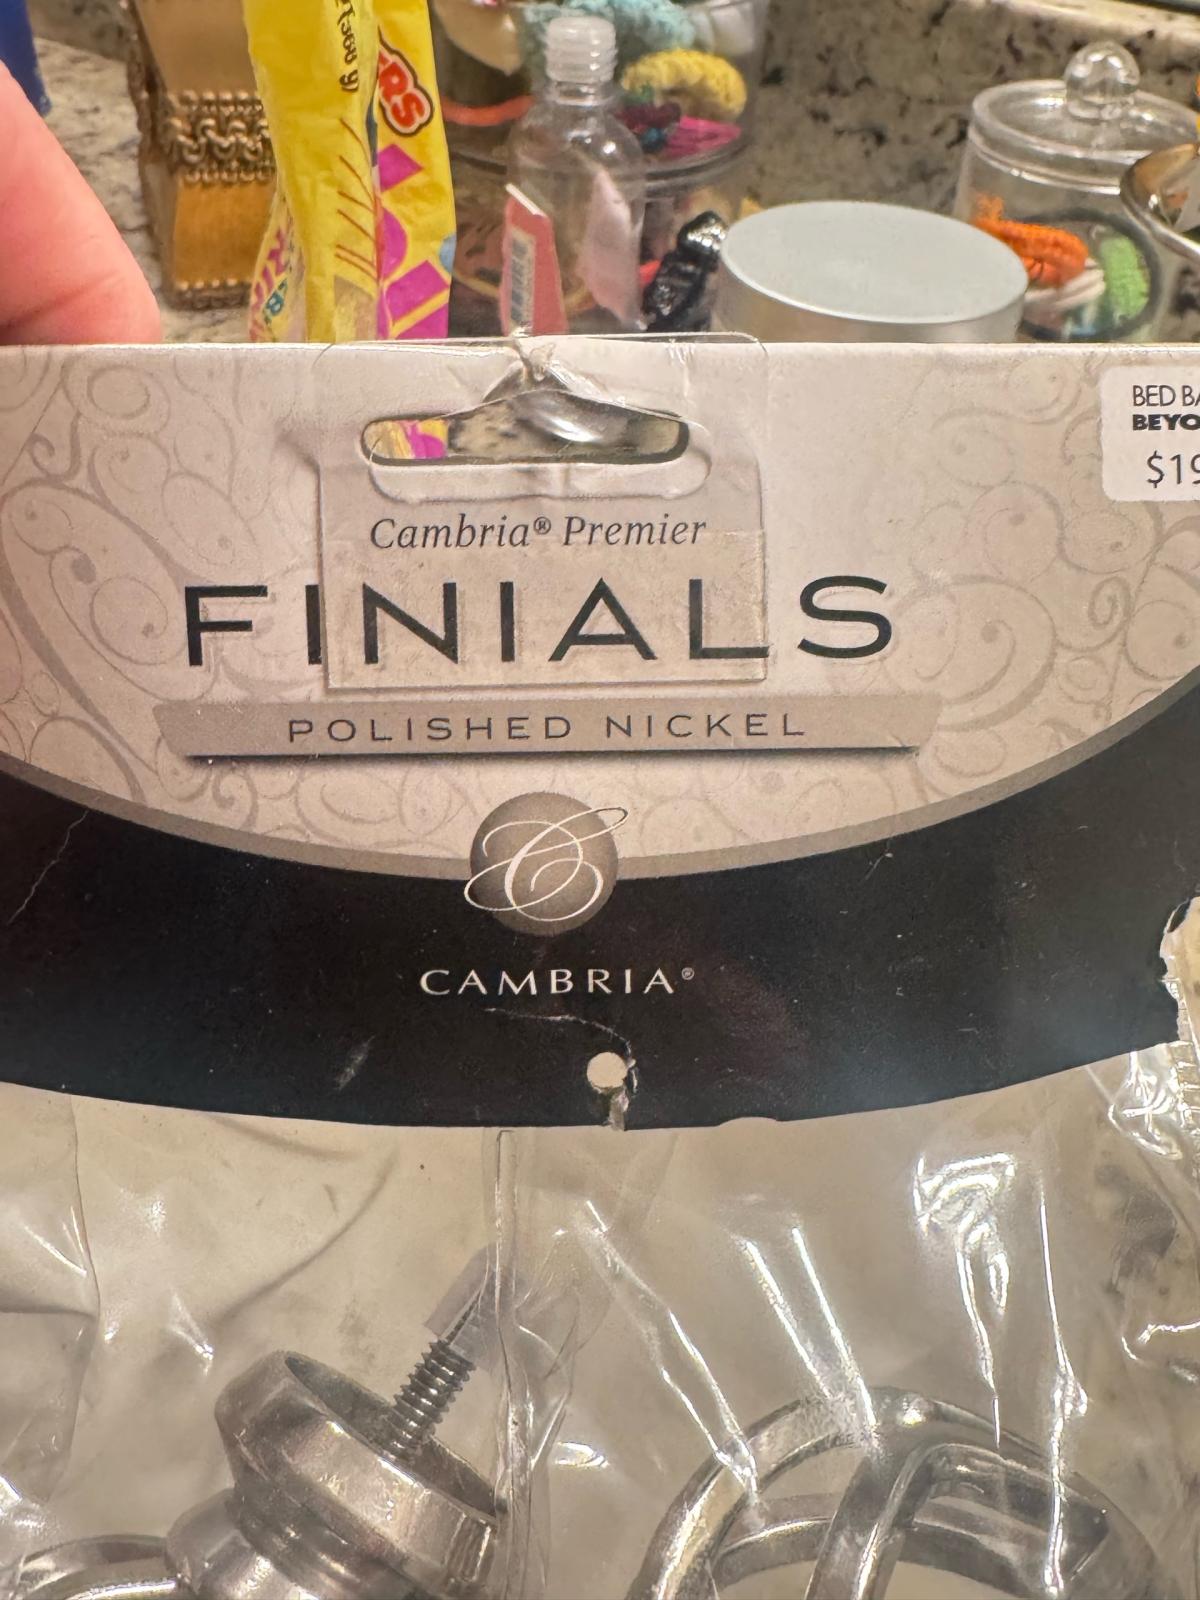 BED BA
BEYO
$19
Cambria® Premier
FINIALS
POLISHED NICKEL
C
CAMBRIA®